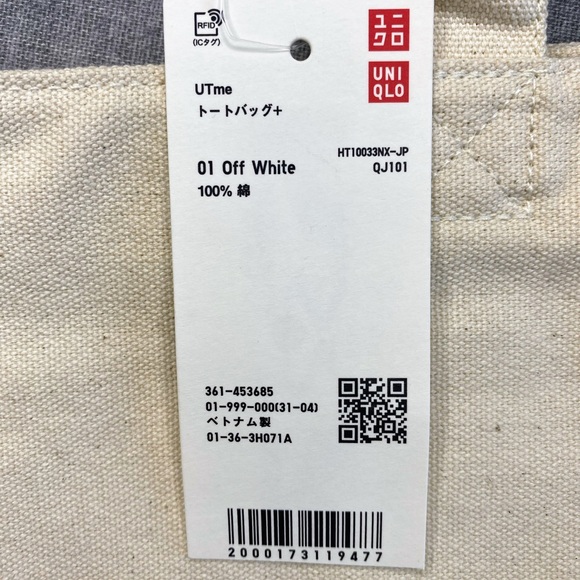 RFID
(ICタグ)
ユニ
クロ
UNI
QLO
UTme
トートバッグ+
HT10033NX-JP
01 Off White
QJ101
100% 綿
361-453685
01-999-000(31-04)
ベトナム製
01-36-3H071A
2000173119477